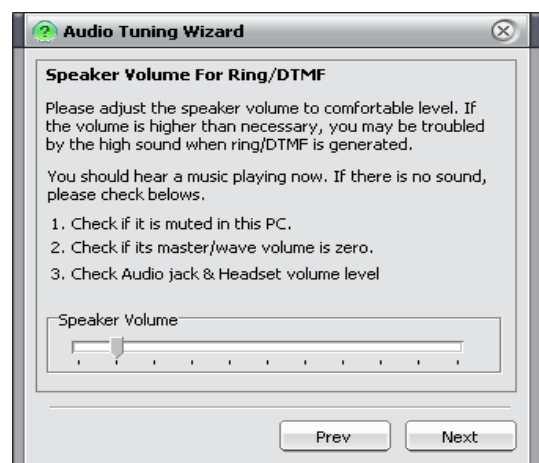 Audio Tuning Wizard
Speaker Volume For Ring/DTMF
Please adjust the speaker volume to comfortable level. If
the volume is higher than necessary, you may be troubled
by the high sound when ring/DTMF is generated.
You should hear a music playing now. If there is no sound,
please check belows.
1. Check if it is muted in this PC.
2. Check if its master/wave volume is zero.
3. Check Audio jack & Headset volume level
Speaker Volume
Prev
Next